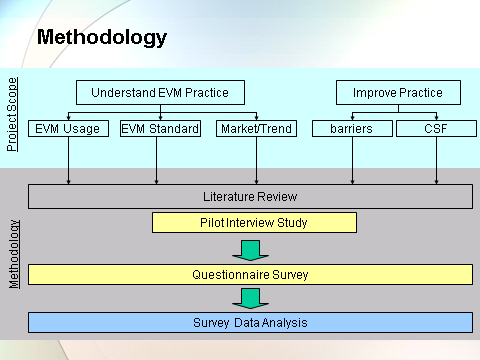 Methodology
Project Scope
Understand EVM Practice
Improve Practice
EVM Usage
EVM Standard
Market/Trend
barriers
CSF
Methodology
Literature Review
Pilot Interview Study
Questionnaire Survey
Survey Data Analysis